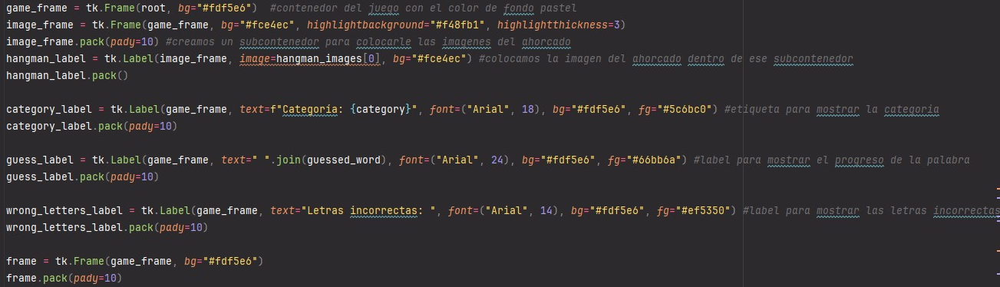 game_frame = tk.Frame(root, bg="#fdf5e6")  #contenedor del juego con el color de fondo pastel
image_frame = tk.Frame(game_frame, bg="#fce4ec", highlightbackground="#f48fb1", highlightthickness=3)
image_frame.pack(pady=10) #creamos un subcontenedor para colocarle las imagenes del ahorcado
hangman_label = tk.Label(image_frame, image=hangman_images[0], bg="#fce4ec") #colocamos la imagen del ahorcado dentro de ese subcontenedor
hangman_label.pack()
category_label = tk.Label(game_frame, text=f"Categoría: {category}", font=("Arial", 18), bg="#fdf5e6", fg="#5c6bc0") #etiqueta para mostrar la categoria
category_label.pack(pady=10)
guess_label = tk.Label(game_frame, text=" ".join(guessed_word), font=("Arial", 24), bg="#fdf5e6", fg="#66bb6a") #label para mostrar el progreso de la palabra
guess_label.pack(pady=10)
wrong_letters_label = tk.Label(game_frame, text="Letras incorrectas: ", font=("Arial", 14), bg="#fdf5e6", fg="#ef5350") #label para mostrar las letras incorrectas
wrong_letters_label.pack(pady=10)
frame = tk.Frame(game_frame, bg="#fdf5e6")
frame.pack(pady=10)